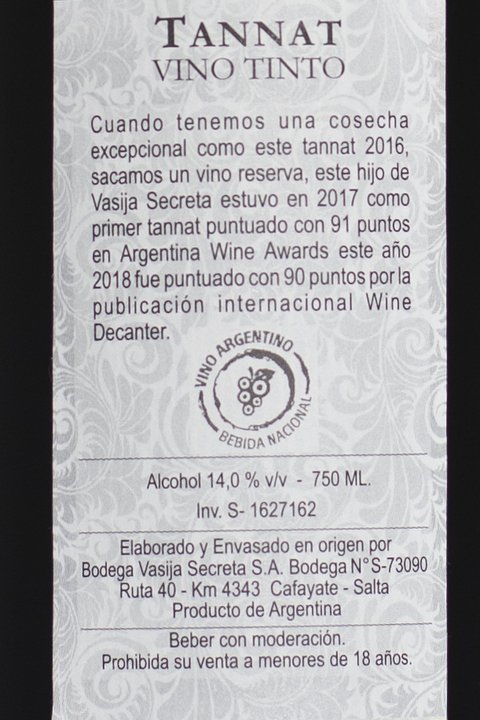 TANNAT
VINO TINTO
Cuando tenemos una cosecha
excepcional como este tannat 2016,
sacamos un vino reserva, este hijo de
Vasija Secreta estuvo en 2017 como
primer tannat puntuado con 91 puntos
en Argentina Wine Awards este año
2018 fue puntuado con 90 puntos por la
publicación internacional Wine
Decanter.
VINO ARGENTINO
BEBIDA NACIONAL
Alcohol 14,0 % v/v - 750 ML.
Inv. S- 1627162
Elaborado y Envasado en origen por
Bodega Vasija Secreta S.A. Bodega N°S-73090
Ruta 40 - Km 4343 Cafayate - Salta
Producto de Argentina
Beber con moderación.
Prohibida su venta a menores de 18 años.